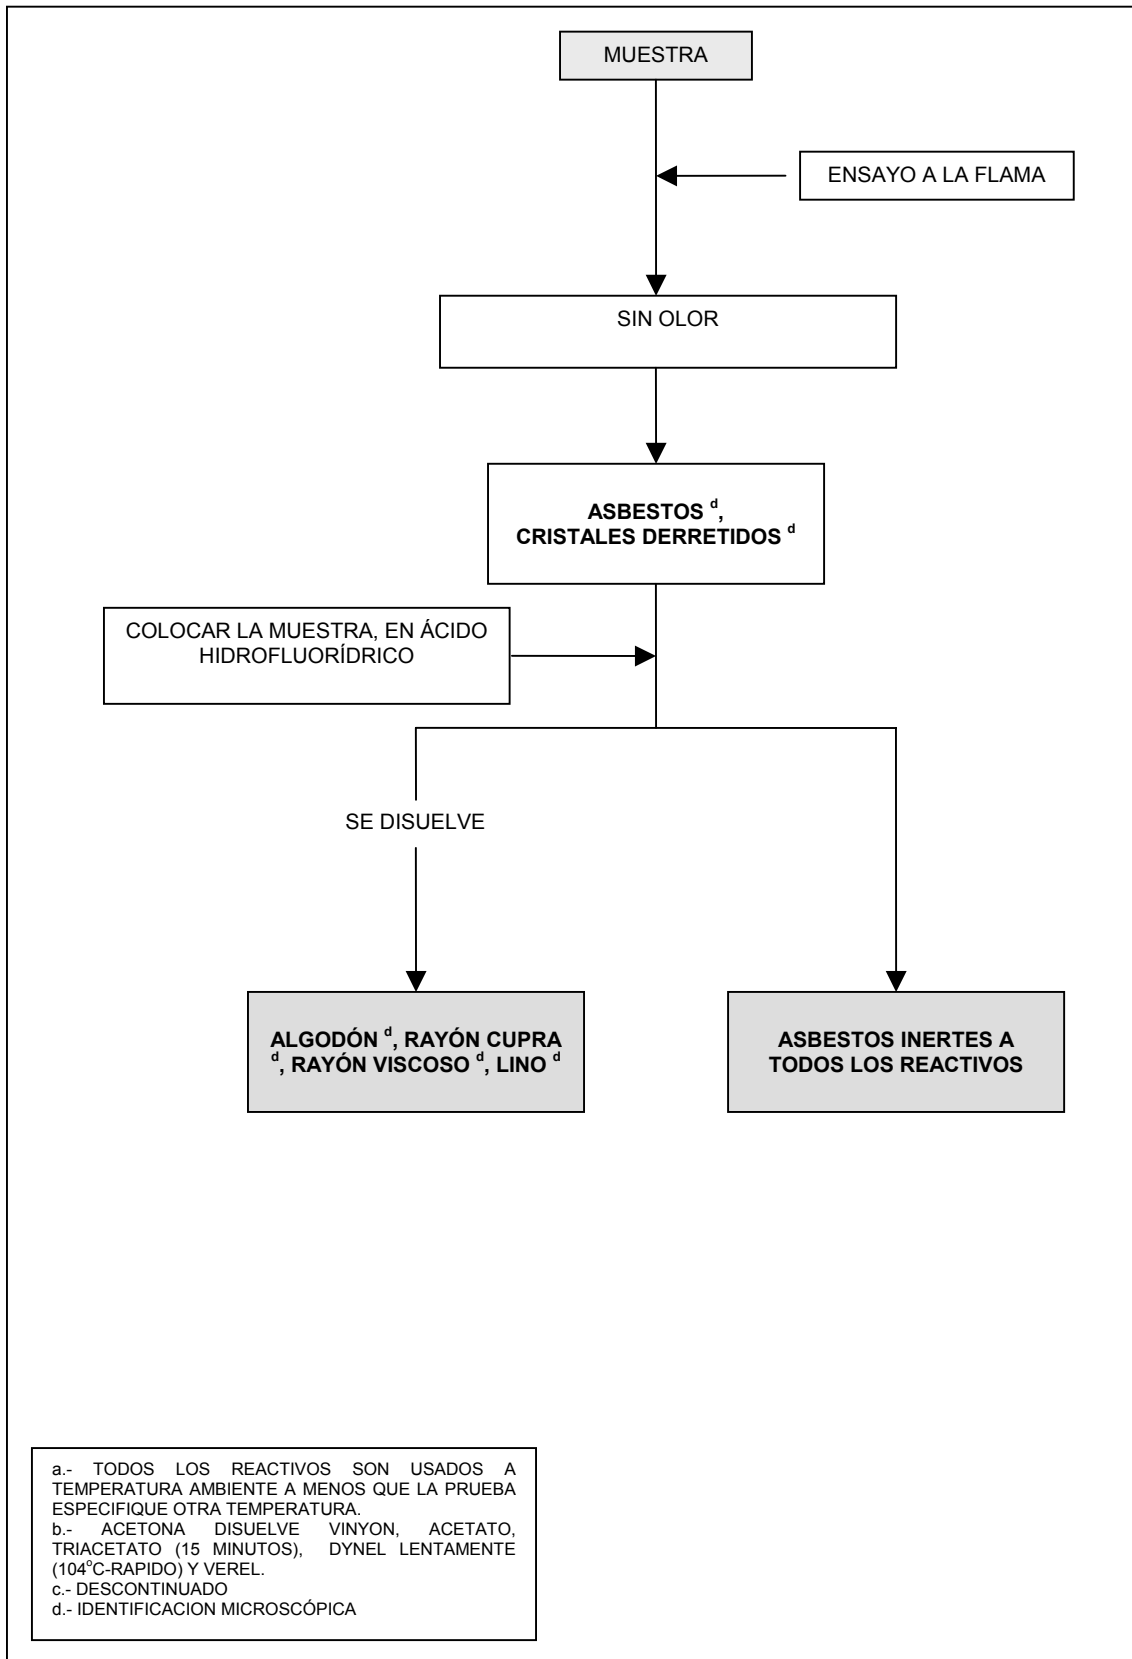 MUESTRA
ENSAYO A LA FLAMA
SIN OLOR
ASBESTOS ᵈ,
CRISTALES DERRETIDOS ᵈ
COLOCAR LA MUESTRA, EN ÁCIDO
HIDROFLUORÍDRICO
SE DISUELVE
ALGODÓN ᵈ, RAYÓN CUPRA
ᵈ, RAYÓN VISCOSO ᵈ, LINO ᵈ
ASBESTOS INERTES A
TODOS LOS REACTIVOS
a.- TODOS LOS REACTIVOS SON USADOS A
TEMPERATURA AMBIENTE A MENOS QUE LA PRUEBA
ESPECIFIQUE OTRA TEMPERATURA.
b.- ACETONA DISUELVE VINYON, ACETATO,
TRIACETATO (15 MINUTOS), DYNEL LENTAMENTE
(104°C-RAPIDO) Y VEREL.
c.- DESCONTINUADO
d.- IDENTIFICACION MICROSCÓPICA